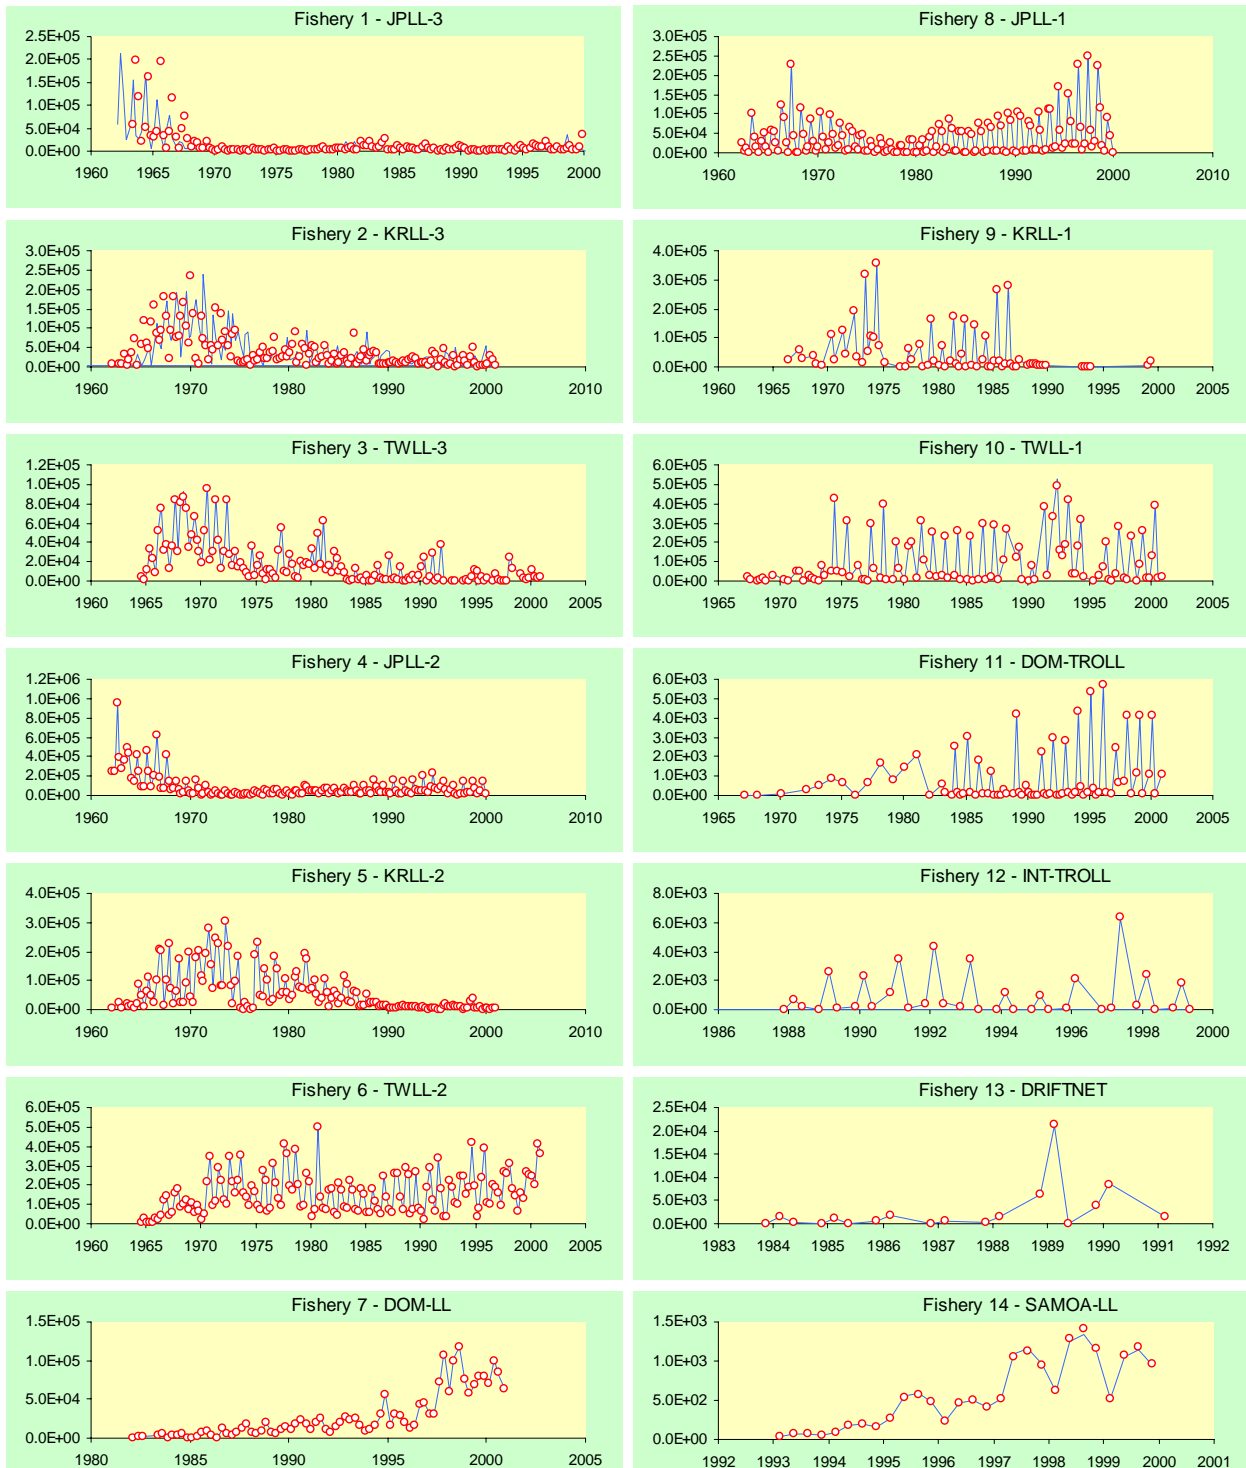 Fishery 1 - JPLL-3
2.5E+05
2.0E+05
1.5E+05
1.0E+05
5.0E+04
0.0E+00
1960 1965 1970 1975 1980 1985 1990 1995 2000
Fishery 8 - JPLL-1
3.0E+05
2.5E+05
2.0E+05
1.5E+05
1.0E+05
5.0E+04
0.0E+00
1960 1970 1980 1990 2000 2010
Fishery 2 - KRLL-3
3.0E+05
2.5E+05
2.0E+05
1.5E+05
1.0E+05
5.0E+04
0.0E+00
1960 1970 1980 1990 2000 2010
Fishery 9 - KRLL-1
4.0E+05
3.0E+05
2.0E+05
1.0E+05
0.0E+00
1960 1965 1970 1975 1980 1985 1990 1995 2000 2005
Fishery 3 - TWLL-3
1.2E+05
1.0E+05
8.0E+04
6.0E+04
4.0E+04
2.0E+04
0.0E+00
1960 1965 1970 1975 1980 1985 1990 1995 2000 2005
Fishery 10 - TWLL-1
6.0E+05
5.0E+05
4.0E+05
3.0E+05
2.0E+05
1.0E+05
0.0E+00
1965 1970 1975 1980 1985 1990 1995 2000 2005
Fishery 4 - JPLL-2
1.2E+06
1.0E+06
8.0E+05
6.0E+05
4.0E+05
2.0E+05
0.0E+00
1960 1970 1980 1990 2000 2010
Fishery 11 - DOM-TROLL
6.0E+03
5.0E+03
4.0E+03
3.0E+03
2.0E+03
1.0E+03
0.0E+00
1965 1970 1975 1980 1985 1990 1995 2000 2005
Fishery 5 - KRLL-2
4.0E+05
3.0E+05
2.0E+05
1.0E+05
0.0E+00
1960 1970 1980 1990 2000 2010
Fishery 12 - INT-TROLL
8.0E+03
6.0E+03
4.0E+03
2.0E+03
0.0E+00
1986 1988 1990 1992 1994 1996 1998 2000
Fishery 6 - TWLL-2
6.0E+05
5.0E+05
4.0E+05
3.0E+05
2.0E+05
1.0E+05
0.0E+00
1960 1965 1970 1975 1980 1985 1990 1995 2000 2005
Fishery 13 - DRIFTNET
2.5E+04
2.0E+04
1.5E+04
1.0E+04
5.0E+03
0.0E+00
1983 1984 1985 1986 1987 1988 1989 1990 1991 1992
Fishery 7 - DOM-LL
1.5E+05
1.0E+05
5.0E+04
0.0E+00
1980 1985 1990 1995 2000 2005
Fishery 14 - SAMOA-LL
1.5E+03
1.0E+03
5.0E+02
0.0E+00
1992 1993 1994 1995 1996 1997 1998 1999 2000 2001